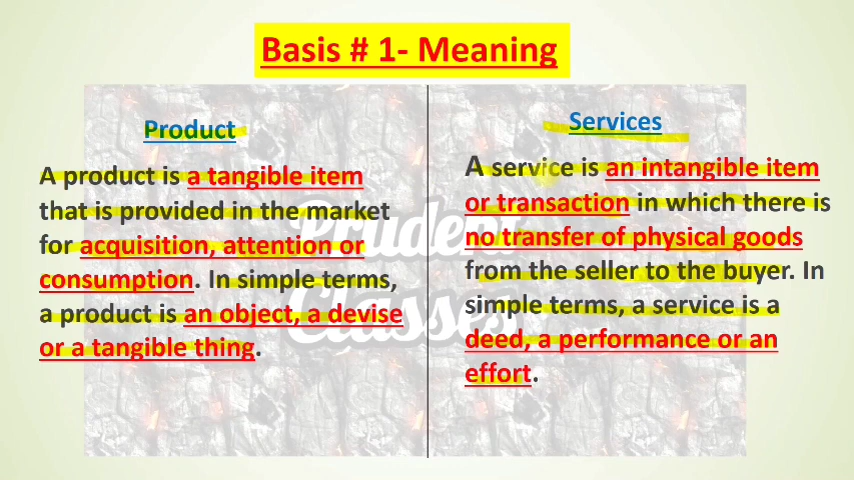 Basis # 1- Meaning
Product
A product is a tangible item
that is provided in the market
for acquisition, attention or
consumption. In simple terms,
a product is an object, a devise
or a tangible thing.
Services
A service is an intangible item
or transaction in which there is
no transfer of physical goods
from the seller to the buyer. In
simple terms, a service is a
deed, a performance or an
effort.
Prudent
Classes